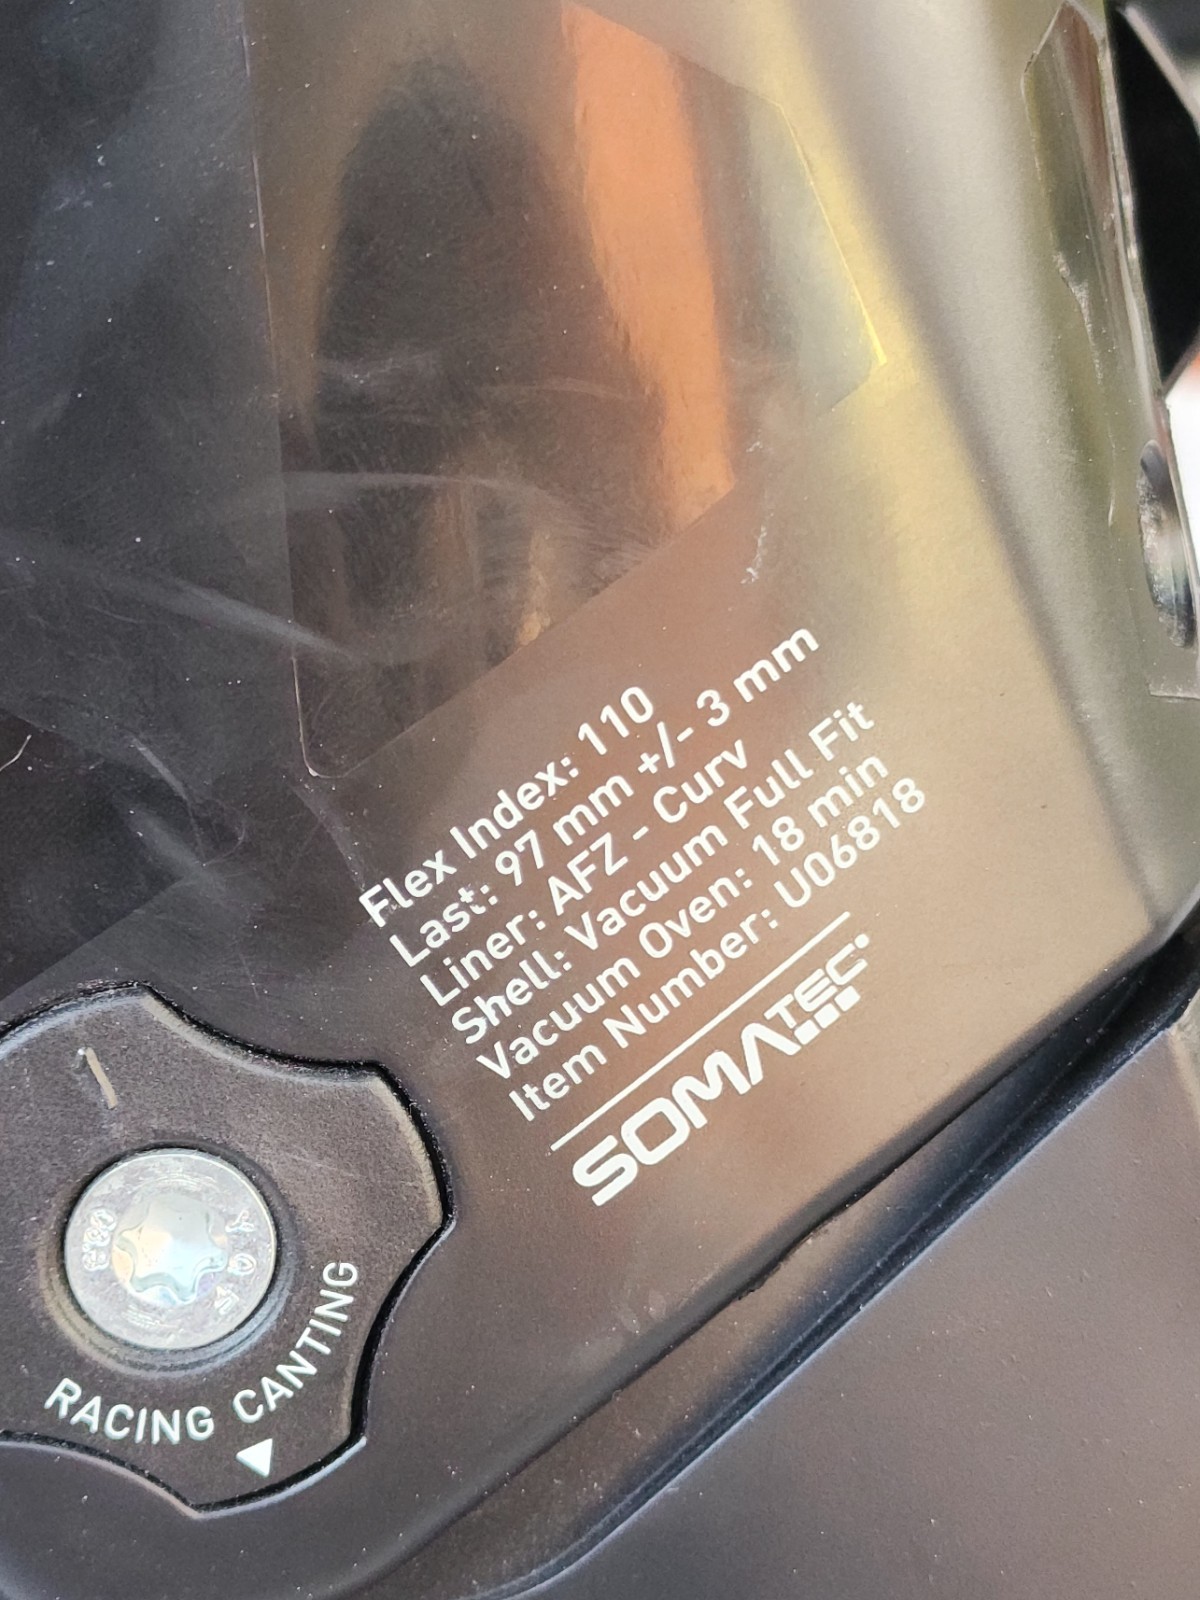 Flex Index: 110
Last: 97 mm +/- 3 mm
Liner: AFZ - Curv
Shell: Vacuum Full Fit
Vacuum Oven: 18 min
Item Number: U06818
SOMATEC
RACING CANTING